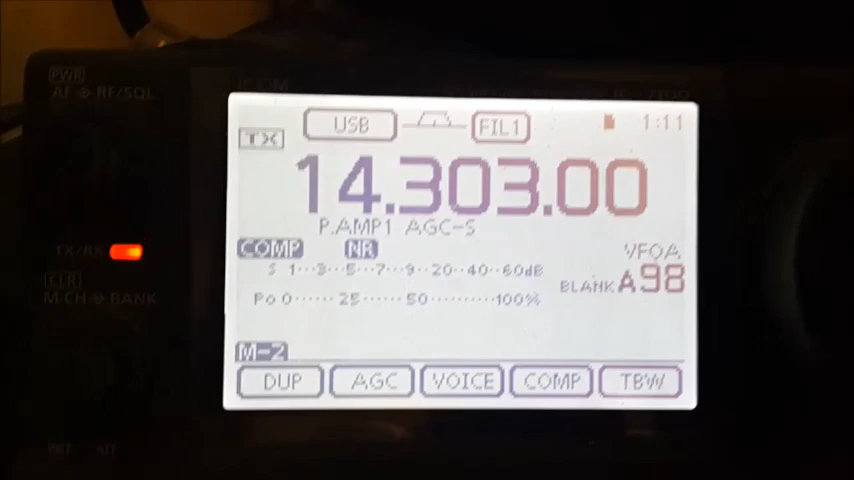 PWR
AF RF/SQL
ICOM
USB FIL1 1:11
TX
14.303.00
P.AMP1 AGC-S
COMP NR VFOA
TX/RX
S 1···3···5···7···9··20··40··60dB
BLANK A98
CLR
M-CH BANK
Po 0······25······50··········100%
M-2
DUP AGC VOICE COMP TBW